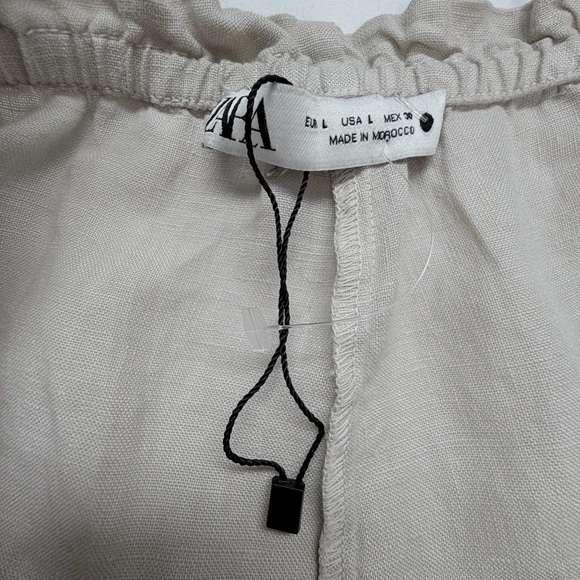 ZARA
EUR L USA L MEX 30
MADE IN MOROCCO